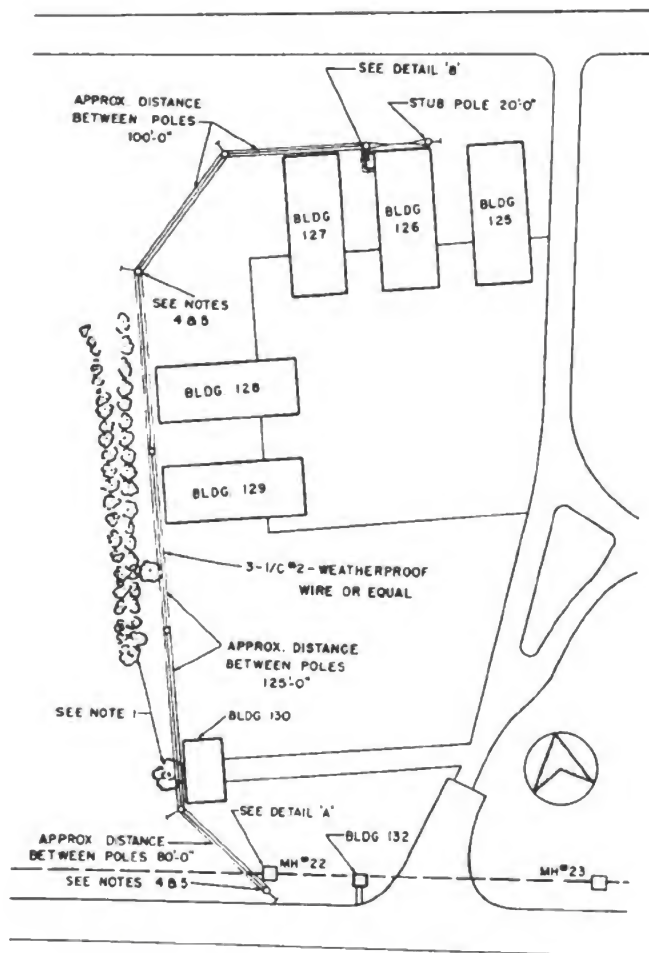 SEE DETAIL 'B'
APPROX. DISTANCE
BETWEEN POLES
100'-0"
STUB POLE 20'-0"
BLDG
127
BLDG
126
BLDG
125
SEE NOTES
4 & 5
BLDG. 128
BLDG. 129
3-1/C #2-WEATHERPROOF
WIRE OR EQUAL
APPROX. DISTANCE
BETWEEN POLES
125'-0"
SEE NOTE 1
BLDG 130
SEE DETAIL 'A'
APPROX DISTANCE
BETWEEN POLES 80'-0"
BLDG 132
MH#22
MH#23
SEE NOTES 4&5